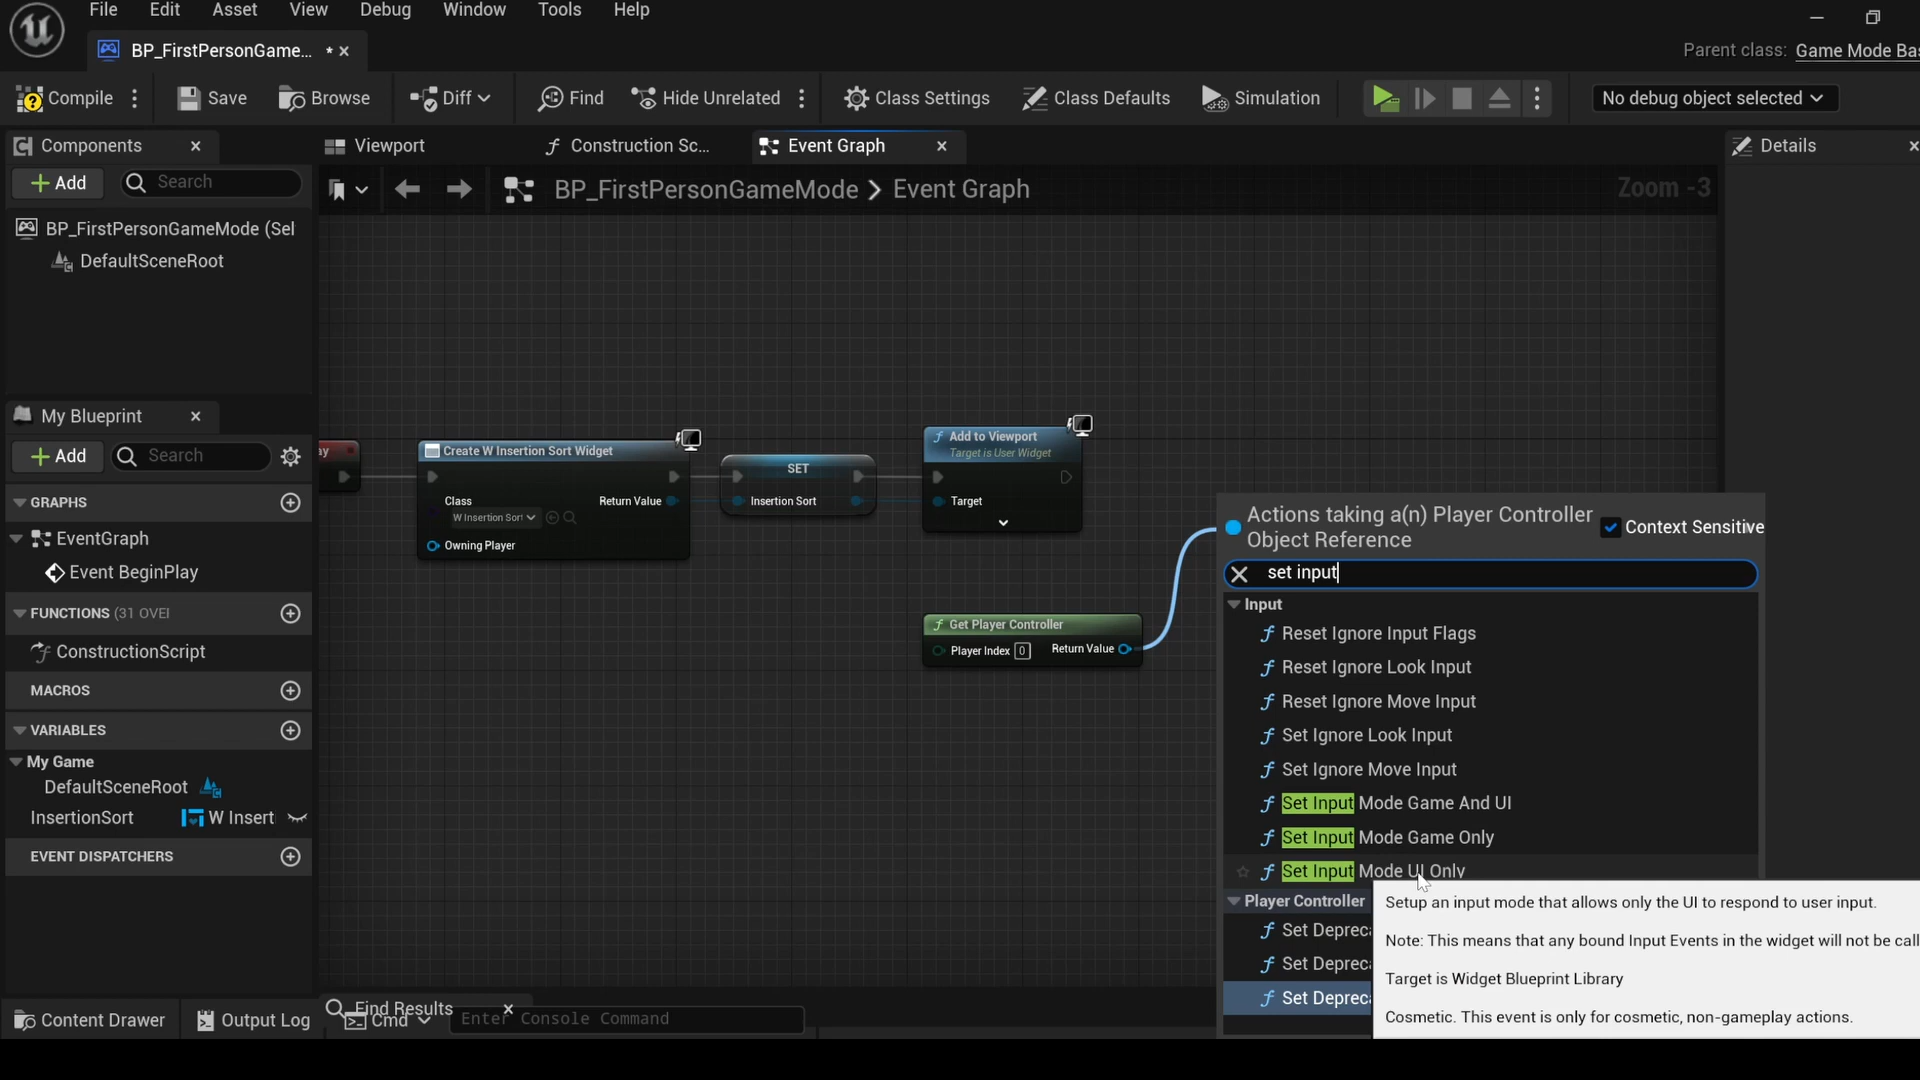 File Edit Asset View Debug Window Tools Help
BP_FirstPersonGame... *
Parent class: Game Mode Bas
Compile Save Browse Diff Find Hide Unrelated Class Settings Class Defaults Simulation No debug object selected
Components Viewport Construction Sc... Event Graph Details
Add Search BP_FirstPersonGameMode > Event Graph Zoom -3
BP_FirstPersonGameMode (Sel
DefaultSceneRoot
My Blueprint
Add Search
GRAPHS
EventGraph
Event BeginPlay
FUNCTIONS (31 OVEI
ConstructionScript
MACROS
VARIABLES
My Game
DefaultSceneRoot
InsertionSort W Insert
EVENT DISPATCHERS
ay
Create W Insertion Sort Widget
Class Return Value
W Insertion Sort
Owning Player
SET
Insertion Sort
Add to Viewport
Target is User Widget
Target
Get Player Controller
Player Index 0 Return Value
Actions taking a(n) Player Controller
Object Reference
Context Sensitive
set input
Input
Reset Ignore Input Flags
Reset Ignore Look Input
Reset Ignore Move Input
Set Ignore Look Input
Set Ignore Move Input
Set Input Mode Game And UI
Set Input Mode Game Only
Set Input Mode UI Only
Player Controller
Set Depreca
Set Depreca
Set Depreca
Setup an input mode that allows only the UI to respond to user input.
Note: This means that any bound Input Events in the widget will not be call
Target is Widget Blueprint Library
Cosmetic. This event is only for cosmetic, non-gameplay actions.
Find Results
Content Drawer Output Log Cmd Enter Console Command